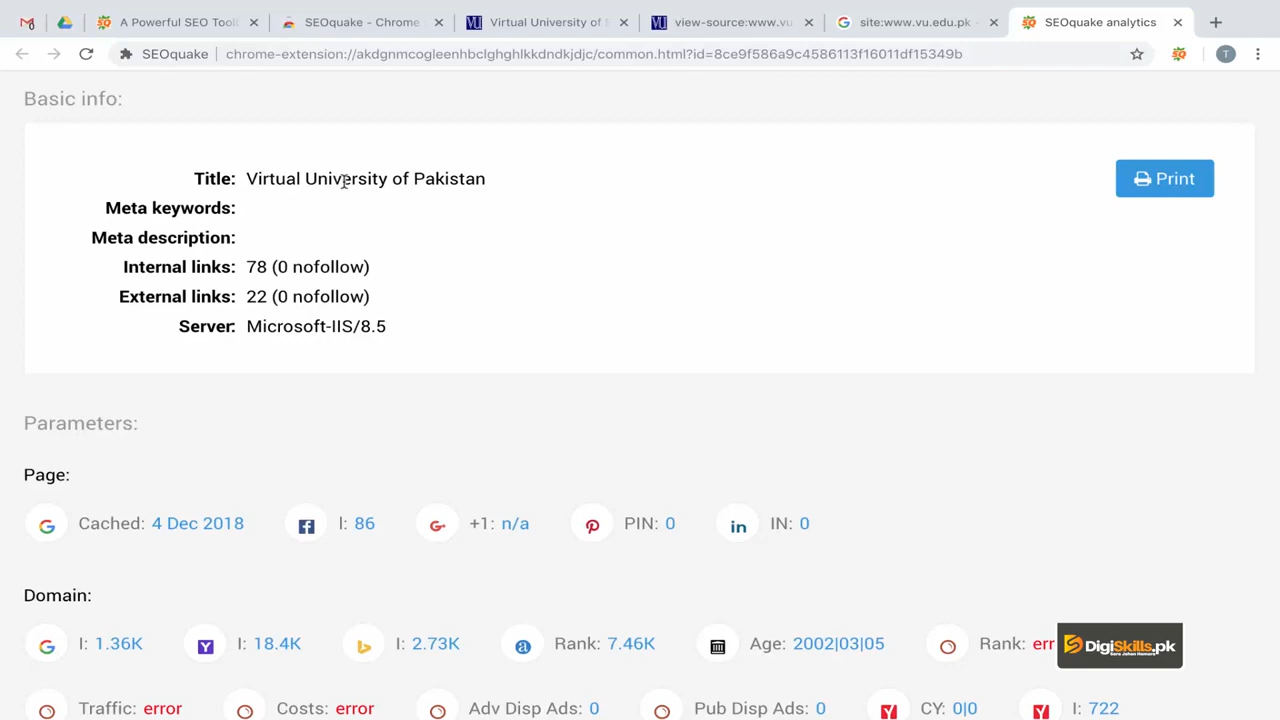 A Powerful SEO Tool
SEOquake - Chrome
Virtual University of
view-source:www.vu
site:www.vu.edu.pk -
SEOquake analytics
SEOquake
chrome-extension://akdgnmcogleenhbclghghlkkdndkjdjc/common.html?id=8ce9f586a9c4586113f16011df15349b
T
Basic info:
Title: Virtual University of Pakistan
Print
Meta keywords:
Meta description:
Internal links: 78 (0 nofollow)
External links: 22 (0 nofollow)
Server: Microsoft-IIS/8.5
Parameters:
Page:
Cached: 4 Dec 2018 I: 86 +1: n/a PIN: 0 IN: 0
Domain:
I: 1.36K I: 18.4K I: 2.73K Rank: 7.46K Age: 2002|03|05 Rank: err
DigiSkills.pk
Traffic: error Costs: error Adv Disp Ads: 0 Pub Disp Ads: 0 CY: 0|0 I: 722